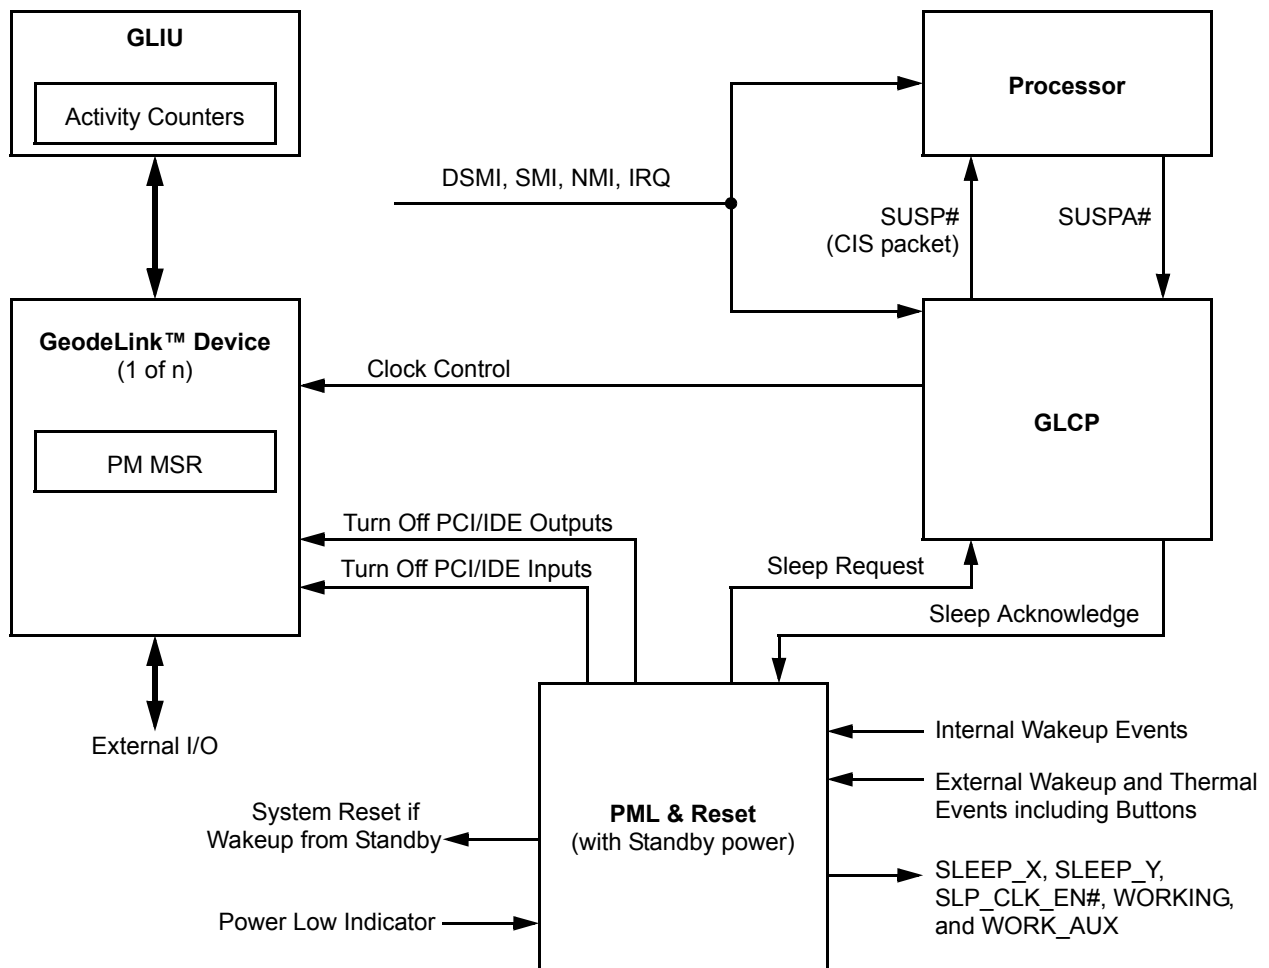 GLIU
Activity Counters
Processor
DSMI, SMI, NMI, IRQ
SUSP#
(CIS packet)
SUSPA#
GeodeLink™ Device
(1 of n)
PM MSR
Clock Control
GLCP
Turn Off PCI/IDE Outputs
Turn Off PCI/IDE Inputs
Sleep Request
Sleep Acknowledge
External I/O
Internal Wakeup Events
External Wakeup and Thermal
Events including Buttons
System Reset if
Wakeup from Standby
PML & Reset
(with Standby power)
SLEEP_X, SLEEP_Y,
SLP_CLK_EN#, WORKING,
and WORK_AUX
Power Low Indicator